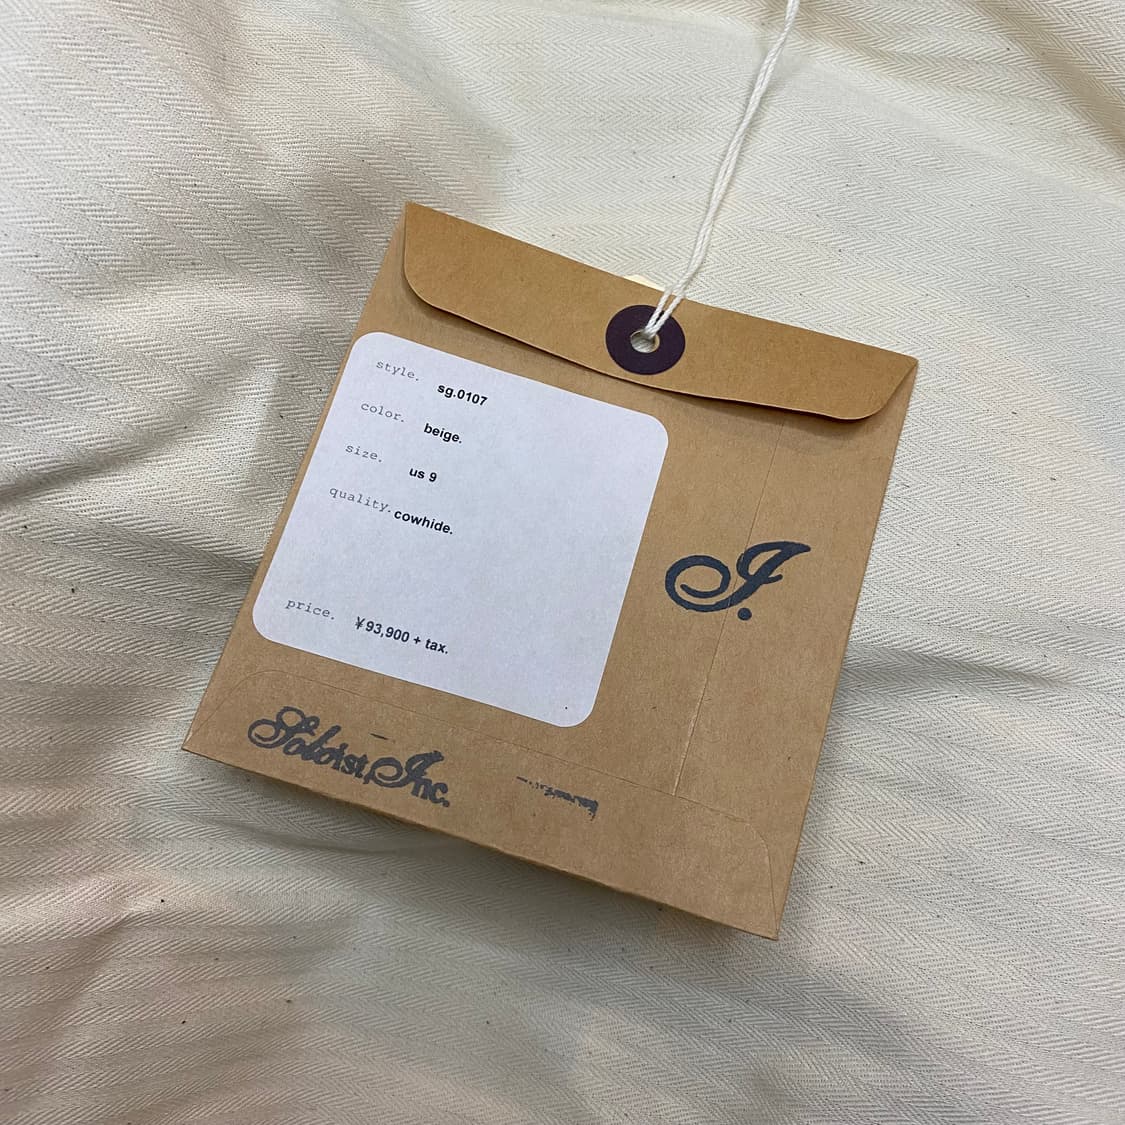 style. sg.0107
color. beige.
size. us 9
quality. cowhide.
price. ¥93,900 + tax.
I.
Soloist, Inc.